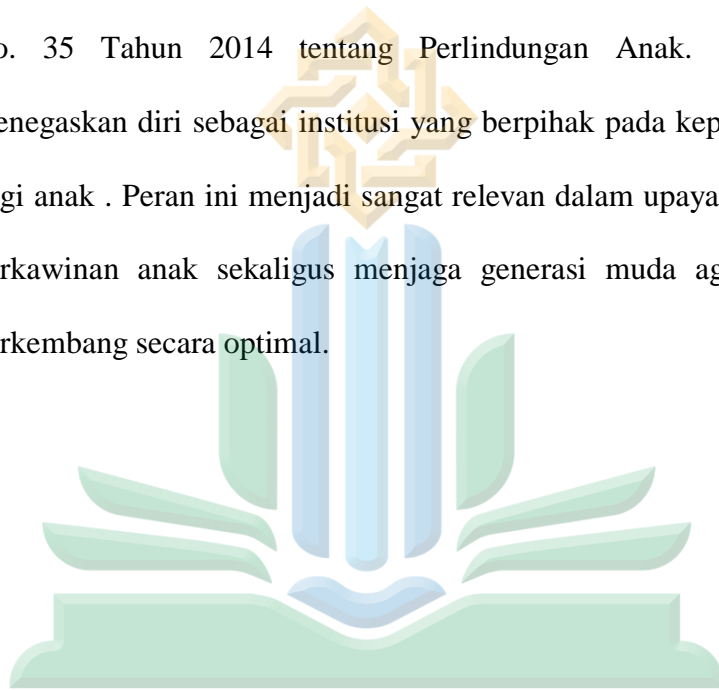 o. 35 Tahun 2014 tentang Perlindungan Anak.
enegaskan diri sebagai institusi yang berpihak pada kep
gi anak . Peran ini menjadi sangat relevan dalam upaya
rkawinan anak sekaligus menjaga generasi muda ag
rkembang secara optimal.